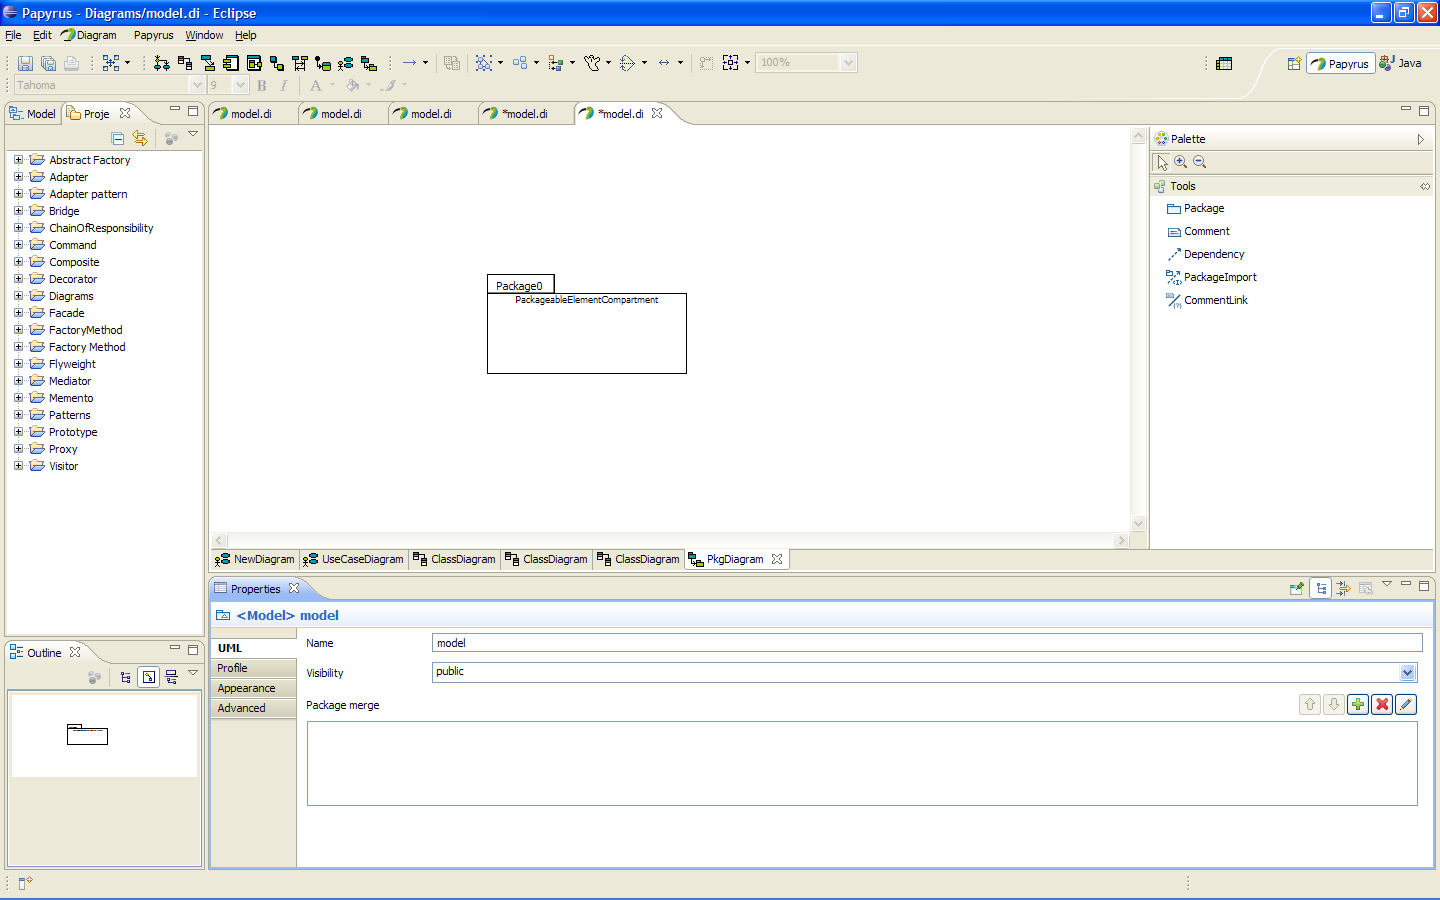 Papyrus - Diagrams/model.di - Eclipse
File Edit Diagram Papyrus Window Help
100%
Papyrus
Java
Tahoma 9 B I A
Model
Proje
model.di
model.di
model.di
*model.di
*model.di
Abstract Factory
Adapter
Adapter pattern
Bridge
ChainOfResponsibility
Command
Composite
Decorator
Diagrams
Facade
FactoryMethod
Factory Method
Flyweight
Mediator
Memento
Patterns
Prototype
Proxy
Visitor
Package0
PackageableElementCompartment
Palette
Tools
Package
Comment
Dependency
PackageImport
CommentLink
NewDiagram
UseCaseDiagram
ClassDiagram
ClassDiagram
ClassDiagram
PkgDiagram
Outline
Properties
<Model> model
UML
Profile
Appearance
Advanced
Name model
Visibility public
Package merge